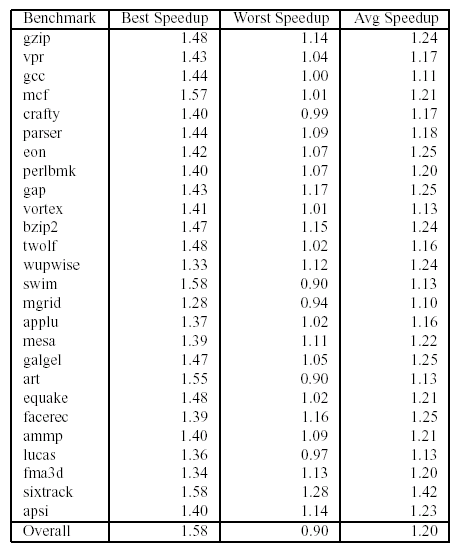 Benchmark Best Speedup Worst Speedup Avg Speedup
gzip 1.48 1.14 1.24
vpr 1.43 1.04 1.17
gcc 1.44 1.00 1.11
mcf 1.57 1.01 1.21
crafty 1.40 0.99 1.17
parser 1.44 1.09 1.18
eon 1.42 1.07 1.25
perlbmk 1.40 1.07 1.20
gap 1.43 1.17 1.25
vortex 1.41 1.01 1.13
bzip2 1.47 1.15 1.24
twolf 1.48 1.02 1.16
wupwise 1.33 1.12 1.24
swim 1.58 0.90 1.13
mgrid 1.28 0.94 1.10
applu 1.37 1.02 1.16
mesa 1.39 1.11 1.22
galgel 1.47 1.05 1.25
art 1.55 0.90 1.13
equake 1.48 1.02 1.21
facerec 1.39 1.16 1.25
ammp 1.40 1.09 1.21
lucas 1.36 0.97 1.13
fma3d 1.34 1.13 1.20
sixtrack 1.58 1.28 1.42
apsi 1.40 1.14 1.23
Overall 1.58 0.90 1.20